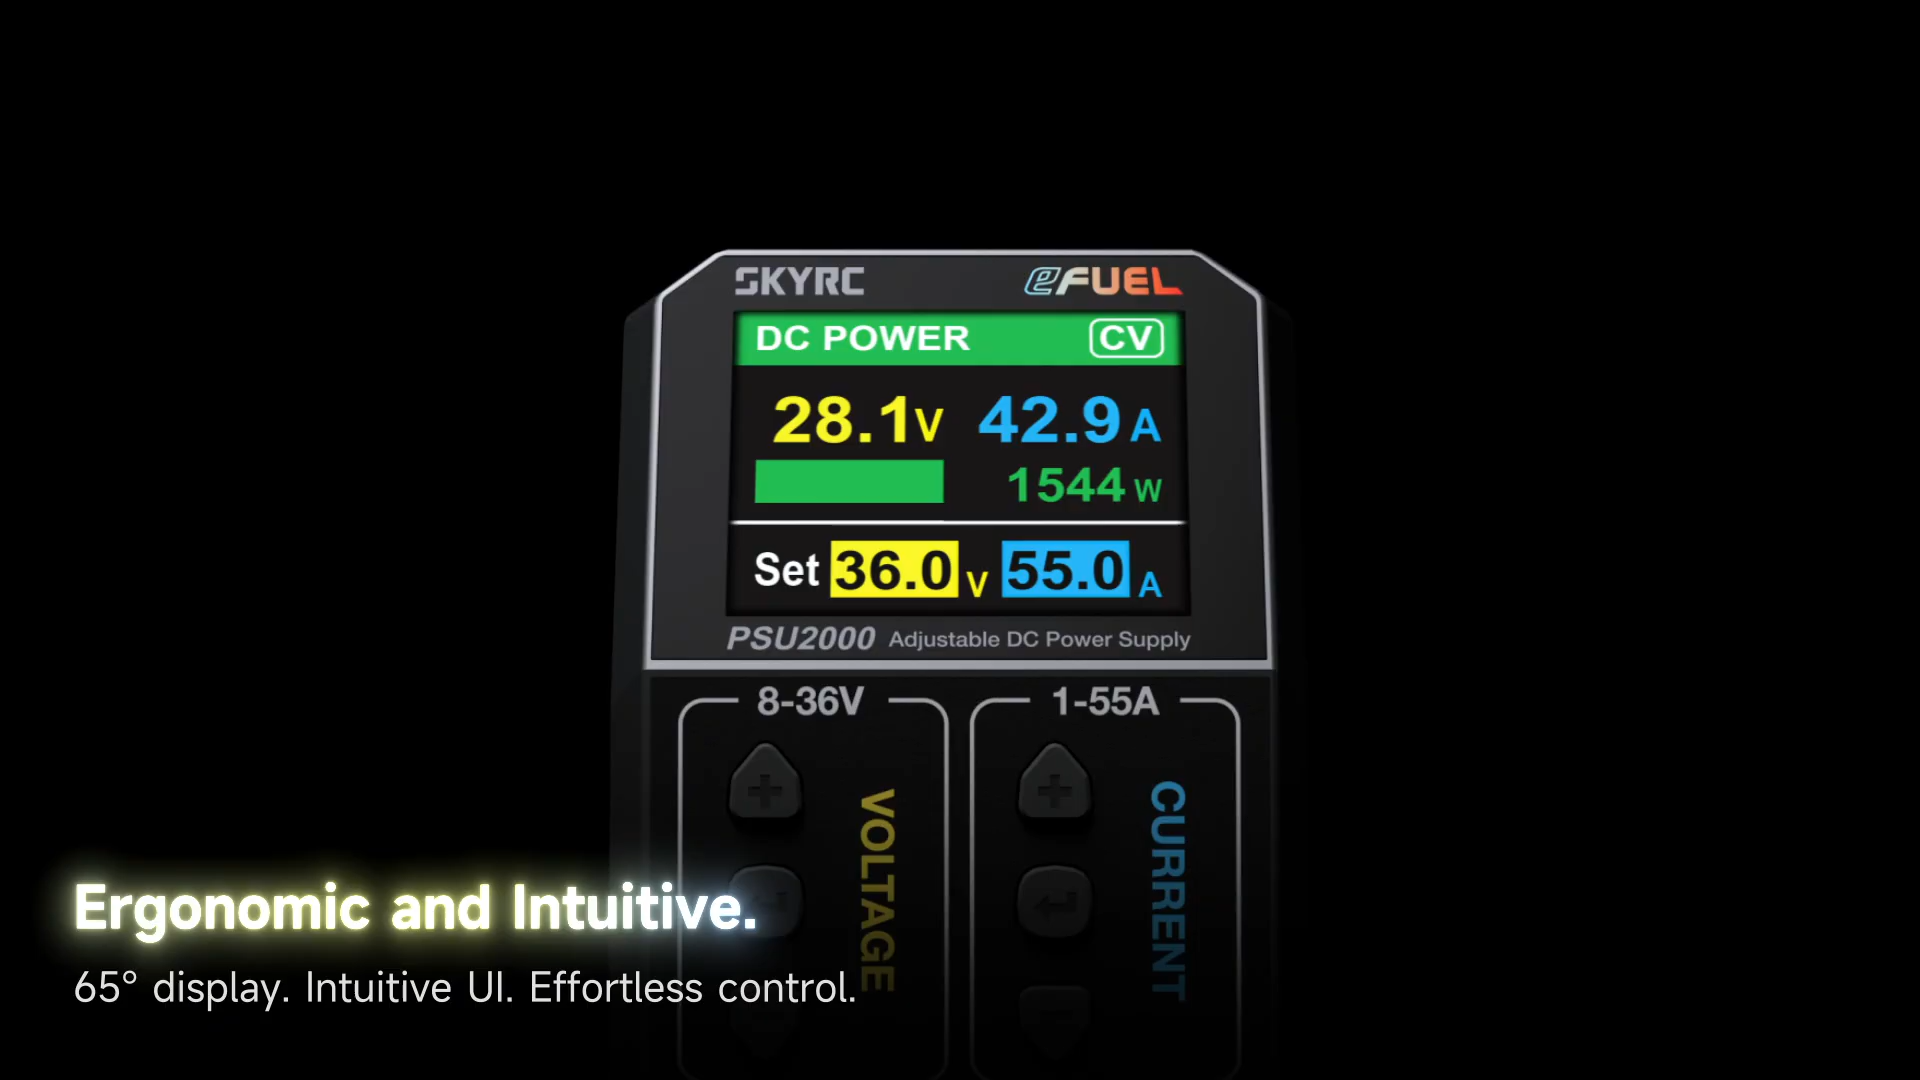 SKYRC eFUEL
DC POWER CV
28.1V 42.9A
1544W
Set 36.0V 55.0A
PSU2000 Adjustable DC Power Supply
8-36V 1-55A
VOLTAGE
CURRENT
Ergonomic and Intuitive.
65° display. Intuitive UI. Effortless control.